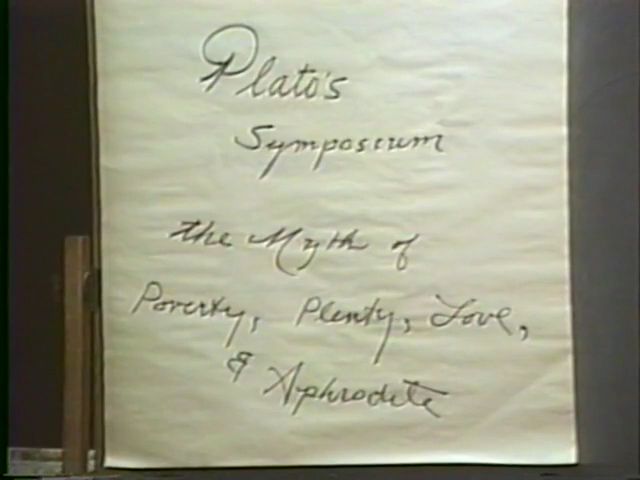 Plato's
Symposium
the Myth of
Poverty, Plenty, Love,
& Aphrodite